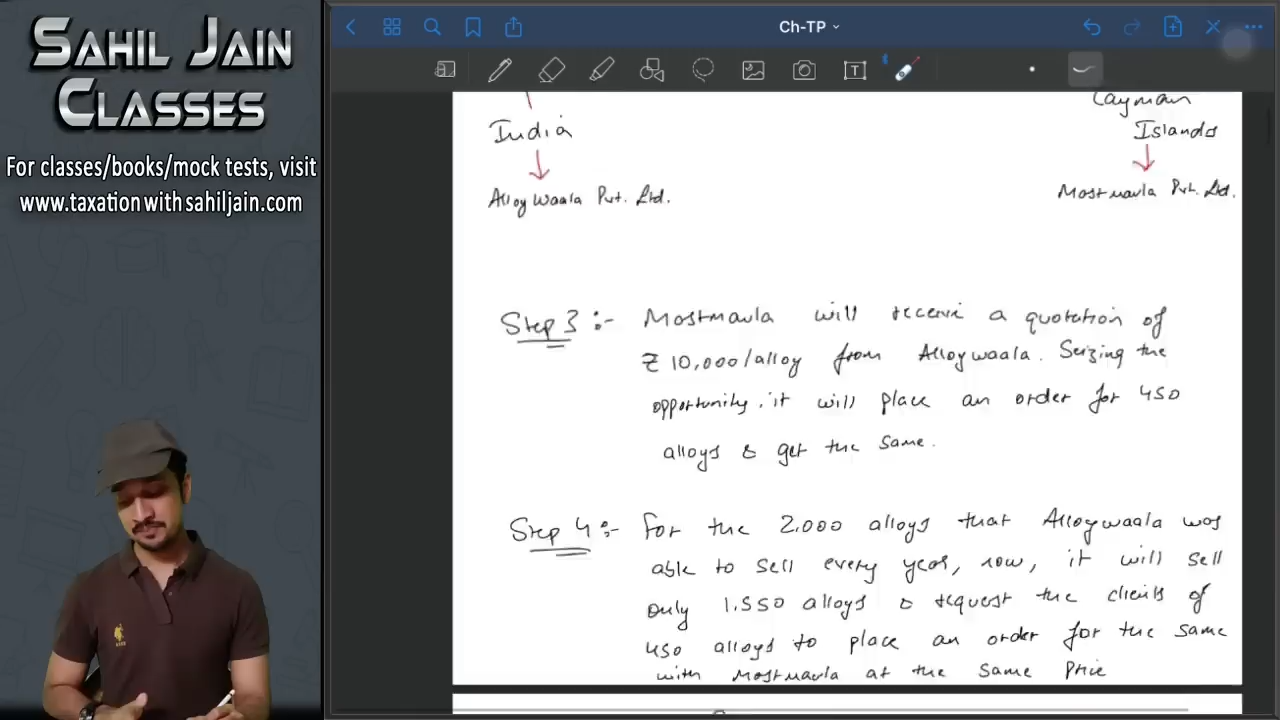 SAHIL JAIN
CLASSES
For classes/books/mock tests, visit
www.taxationwithsahiljain.com
Ch-TP
T
India
Cayman
Islands
Alloywaala Pvt. Ltd.
Mostmaula Pvt. Ltd.
Step 3 :- Mostmaula will receive a quotation of
₹ 10,000/alloy from Alloywaala. Seizing the
opportunity, it will place an order for 450
alloys & get the same.
Step 4 :- For the 2,000 alloys that Alloywaala was
able to sell every year, now, it will sell
only 1,550 alloys & request the clients of
450 alloys to place an order for the same
with Mostmaula at the same price